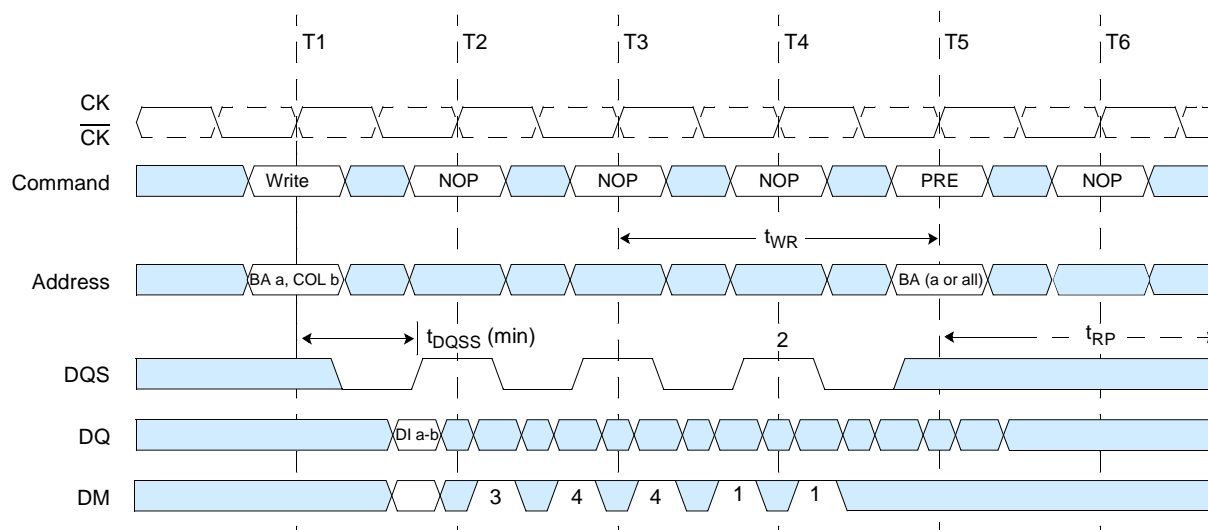 T1 T2 T3 T4 T5 T6
CK
CK
Command Write NOP NOP NOP PRE NOP
tWR
Address BA a, COL b BA (a or all)
tDQSS (min) 2 tRP
DQS
DQ DI a-b
DM 3 4 4 1 1